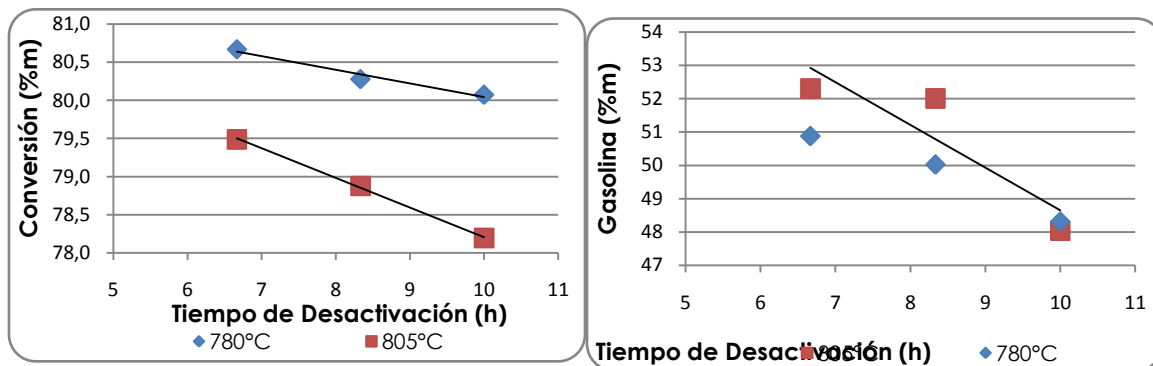 Conversión (%m)
81,0
80,5
80,0
79,5
79,0
78,5
78,0
5 6 7 8 9 10 11
Tiempo de Desactivación (h)
780°C 805°C
Gasolina (%m)
54
53
52
51
50
49
48
47
5 6 7 8 9 10 11
Tiempo de Desactivación (h)
805°C 780°C